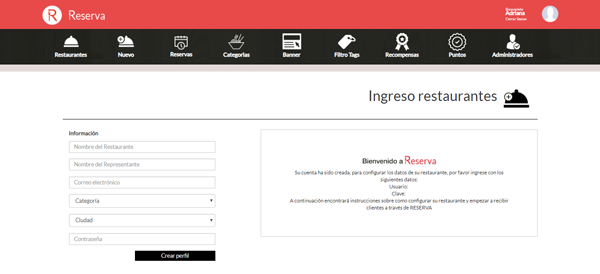 R Reserva
Bienvenido
Adriana
Cerrar Sesion
Restaurantes Nuevo Reservas Categorias Banner Filtro Tags Recompensas Puntos Administradores
Ingreso restaurantes
Información
Nombre del Restaurante
Nombre del Representante
Correo electrónico
Categoría
Ciudad
Contraseña
Crear perfil
Bienvenido a Reserva
Su cuenta ha sido creada, para configurar los datos de su restaurante, por favor ingrese con los
siguientes datos:
Usuario:
Clave:
A continuación encontrará instrucciones sobre como configurar su restaurante y empezar a recibir
clientes a través de RESERVA